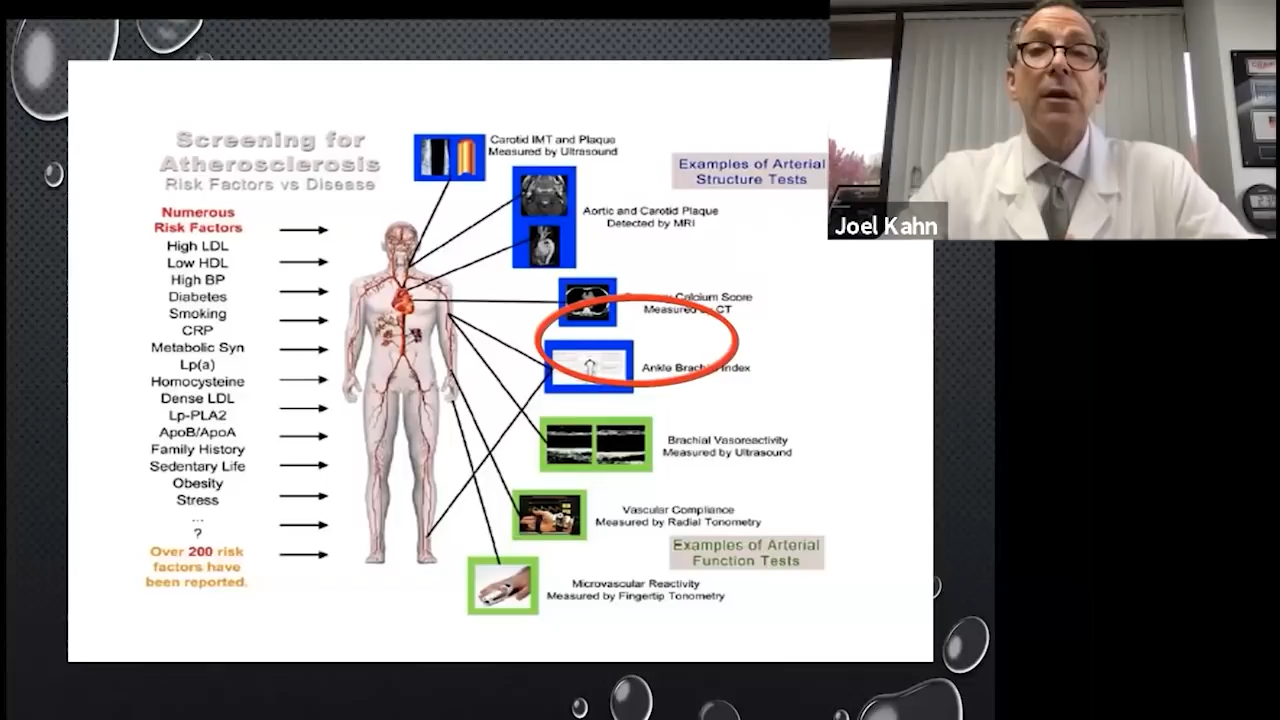 Screening for
Atherosclerosis
Risk Factors vs Disease
Numerous
Risk Factors
High LDL
Low HDL
High BP
Diabetes
Smoking
CRP
Metabolic Syn
Lp(a)
Homocysteine
Dense LDL
Lp-PLA2
ApoB/ApoA
Family History
Sedentary Life
Obesity
Stress
...
?
Over 200 risk
factors have
been reported.
Carotid IMT and Plaque
Measured by Ultrasound
Examples of Arterial
Structure Tests
Aortic and Carotid Plaque
Detected by MRI
Calcium Score
Measured by CT
Ankle Brachial Index
Brachial Vasoreactivity
Measured by Ultrasound
Vascular Compliance
Measured by Radial Tonometry
Examples of Arterial
Function Tests
Microvascular Reactivity
Measured by Fingertip Tonometry
Joel Kahn